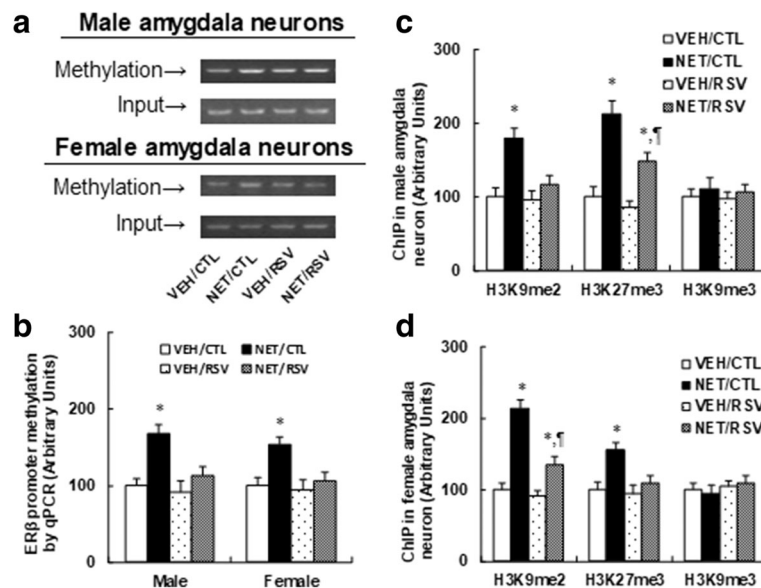 a
Male amygdala neurons
Methylation→
Input→
Female amygdala neurons
Methylation→
Input→
VEH/CTL
NET/CTL
VEH/RSV
NET/RSV
b
ERβ promoter methylation
by qPCR (Arbitrary Units)
300
200
100
0
VEH/CTL NET/CTL
VEH/RSV NET/RSV
*
*
Male Female
c
ChIP in male amygdala
neuron (Arbitrary Units)
300
200
100
0
VEH/CTL
NET/CTL
VEH/RSV
NET/RSV
*
*
*,¶
H3K9me2 H3K27me3 H3K9me3
d
ChIP in female amygdala
neuron (Arbitrary Units)
300
200
100
0
VEH/CTL
NET/CTL
VEH/RSV
NET/RSV
*
*,¶
*
H3K9me2 H3K27me3 H3K9me3